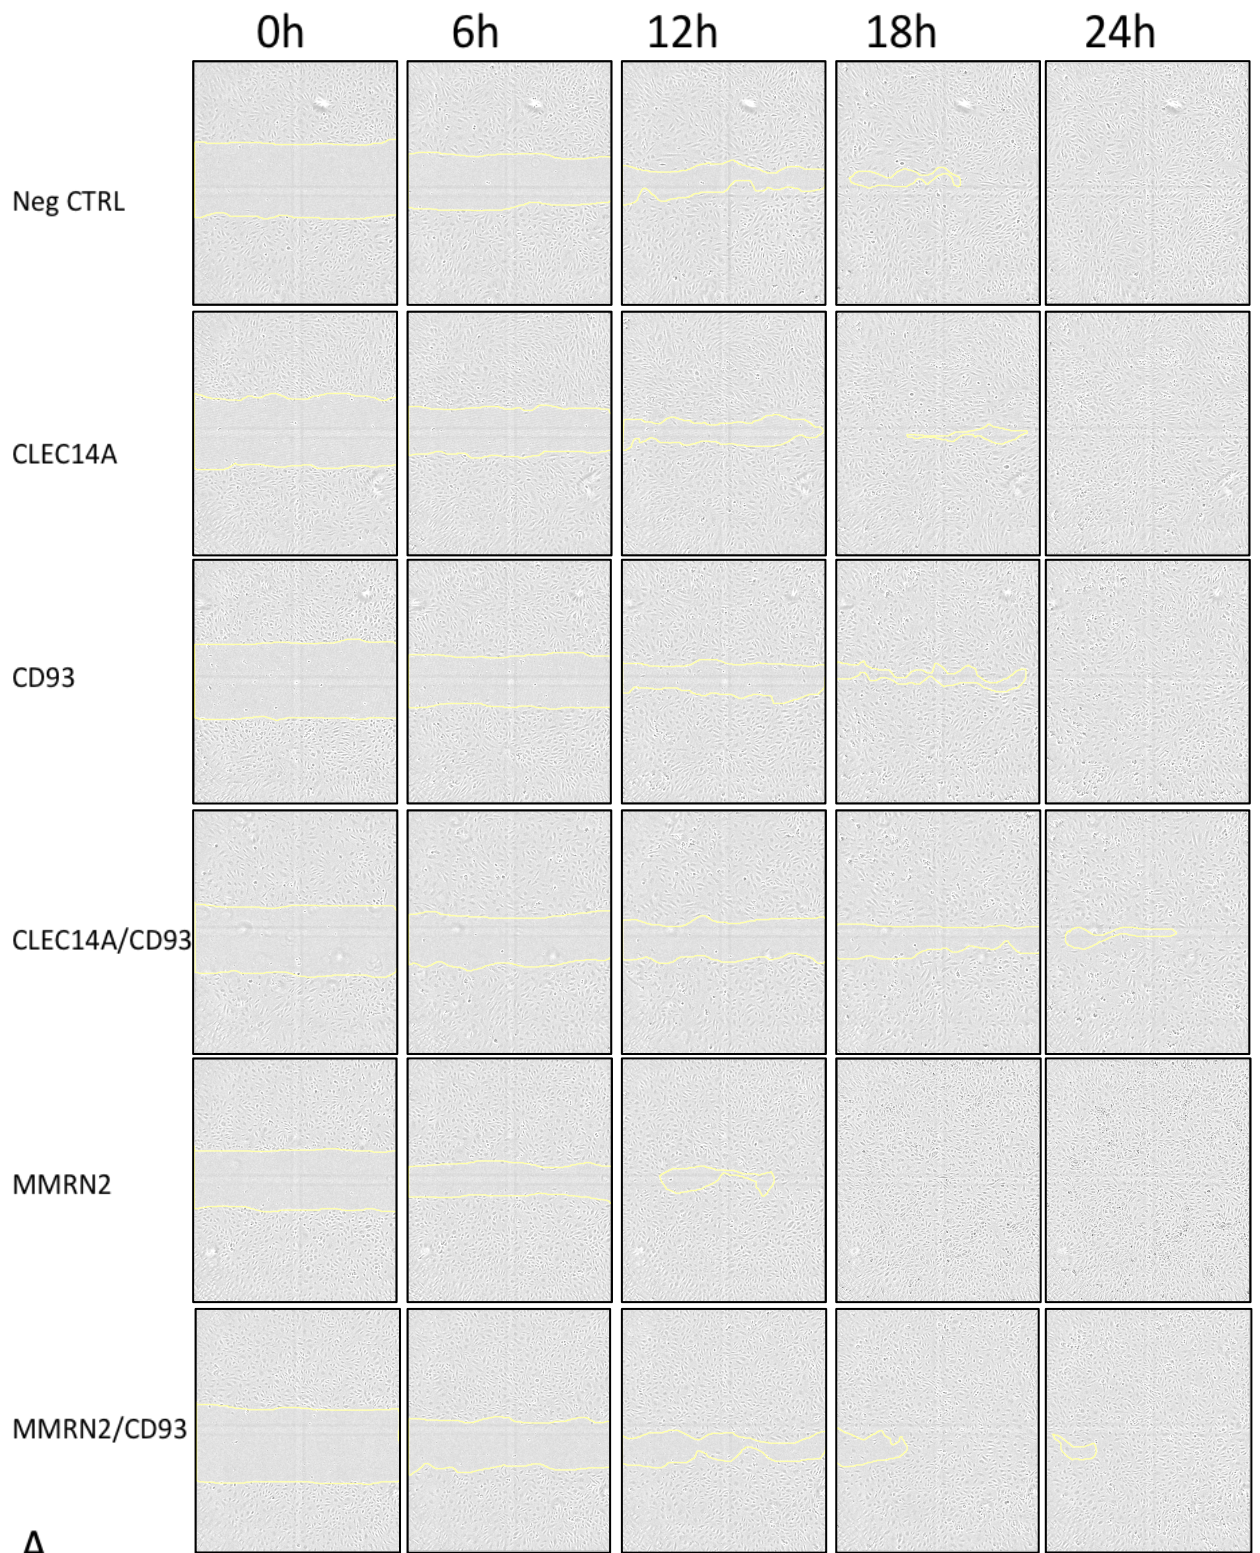 0h 6h 12h 18h 24h
Neg CTRL
CLEC14A
CD93
CLEC14A/CD93
MMRN2
MMRN2/CD93
A